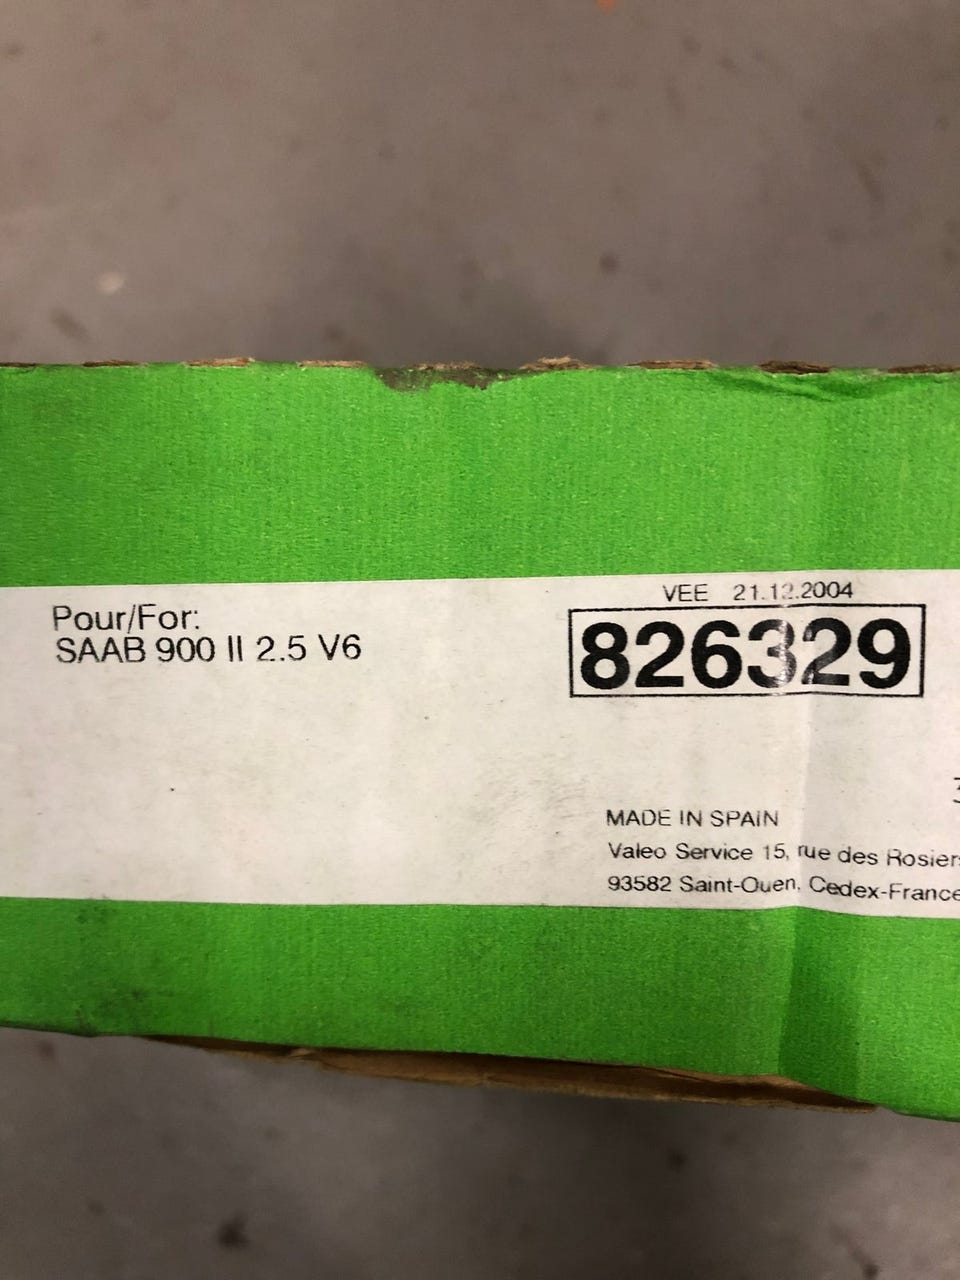 Pour/For:
SAAB 900 II 2.5 V6
VEE 21.12.2004
826329
MADE IN SPAIN
Valeo Service 15, rue des Rosier
93582 Saint-Ouen, Cedex-France